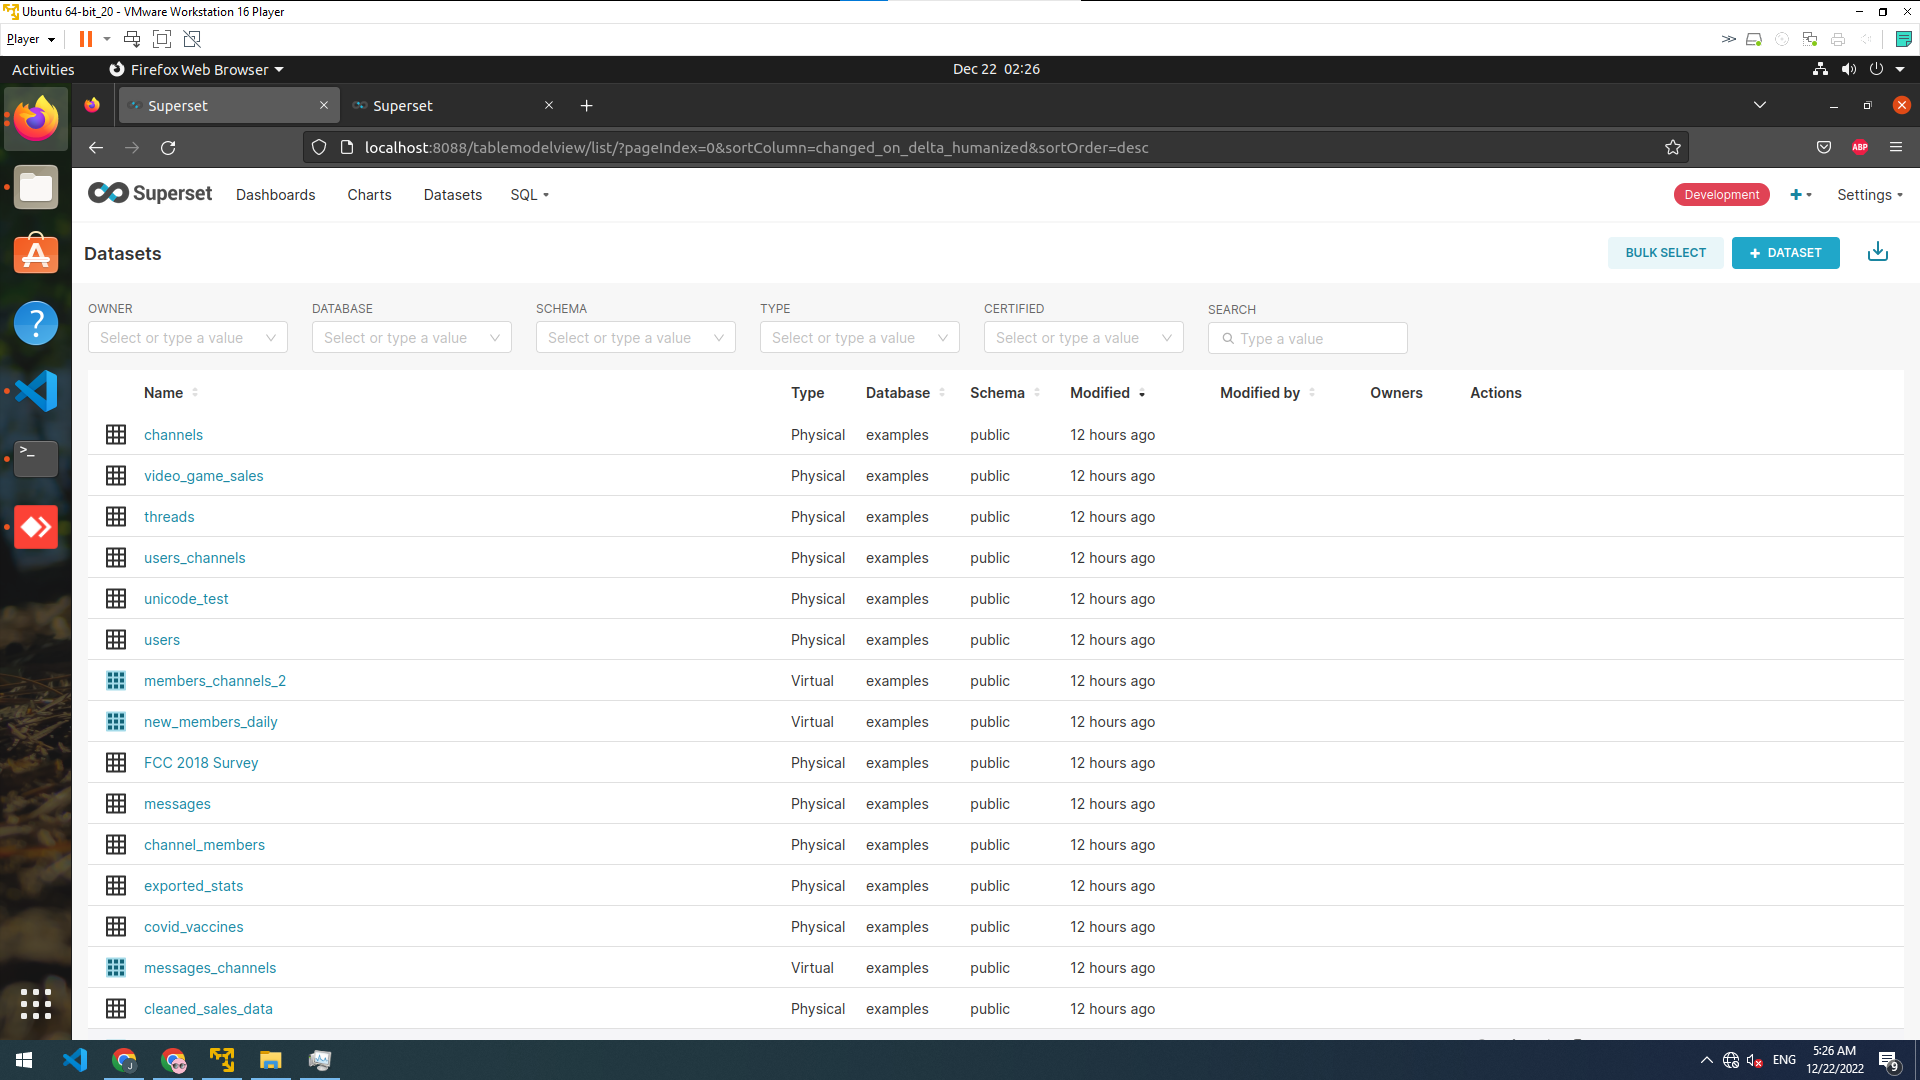 Ubuntu 64-bit_20 - VMware Workstation 16 Player
Player
Activities Firefox Web Browser Dec 22 02:26
Superset Superset
localhost:8088/tablemodelview/list/?pageIndex=0&sortColumn=changed_on_delta_humanized&sortOrder=desc
ABP
Superset Dashboards Charts Datasets SQL Development Settings
Datasets BULK SELECT + DATASET
OWNER DATABASE SCHEMA TYPE CERTIFIED SEARCH
Select or type a value Select or type a value Select or type a value Select or type a value Select or type a value Type a value
Name Type Database Schema Modified Modified by Owners Actions
channels Physical examples public 12 hours ago
video_game_sales Physical examples public 12 hours ago
threads Physical examples public 12 hours ago
users_channels Physical examples public 12 hours ago
unicode_test Physical examples public 12 hours ago
users Physical examples public 12 hours ago
members_channels_2 Virtual examples public 12 hours ago
new_members_daily Virtual examples public 12 hours ago
FCC 2018 Survey Physical examples public 12 hours ago
messages Physical examples public 12 hours ago
channel_members Physical examples public 12 hours ago
exported_stats Physical examples public 12 hours ago
covid_vaccines Physical examples public 12 hours ago
messages_channels Virtual examples public 12 hours ago
cleaned_sales_data Physical examples public 12 hours ago
ENG 5:26 AM
12/22/2022 9